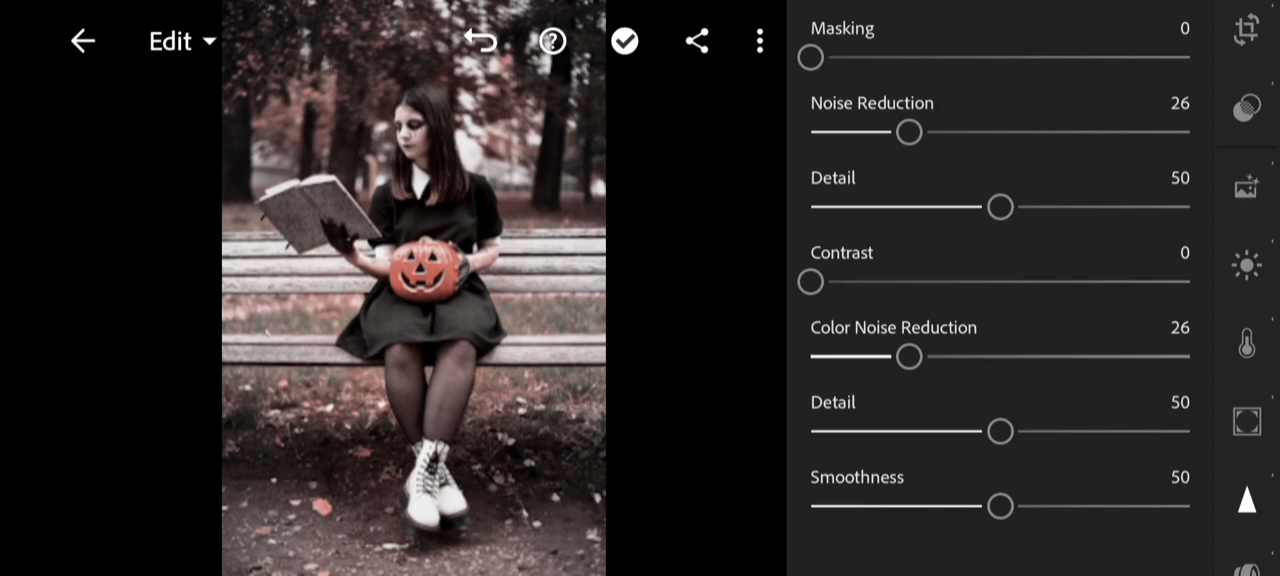 Edit
Masking 0
Noise Reduction 26
Detail 50
Contrast 0
Color Noise Reduction 26
Detail 50
Smoothness 50